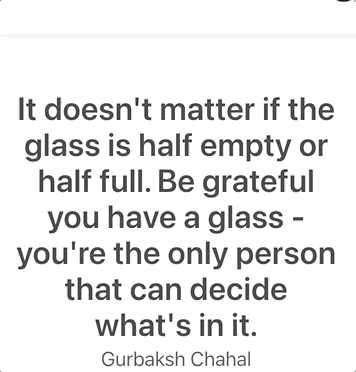 It doesn't matter if the
glass is half empty or
half full. Be grateful
you have a glass -
you're the only person
that can decide
what's in it.
Gurbaksh Chahal